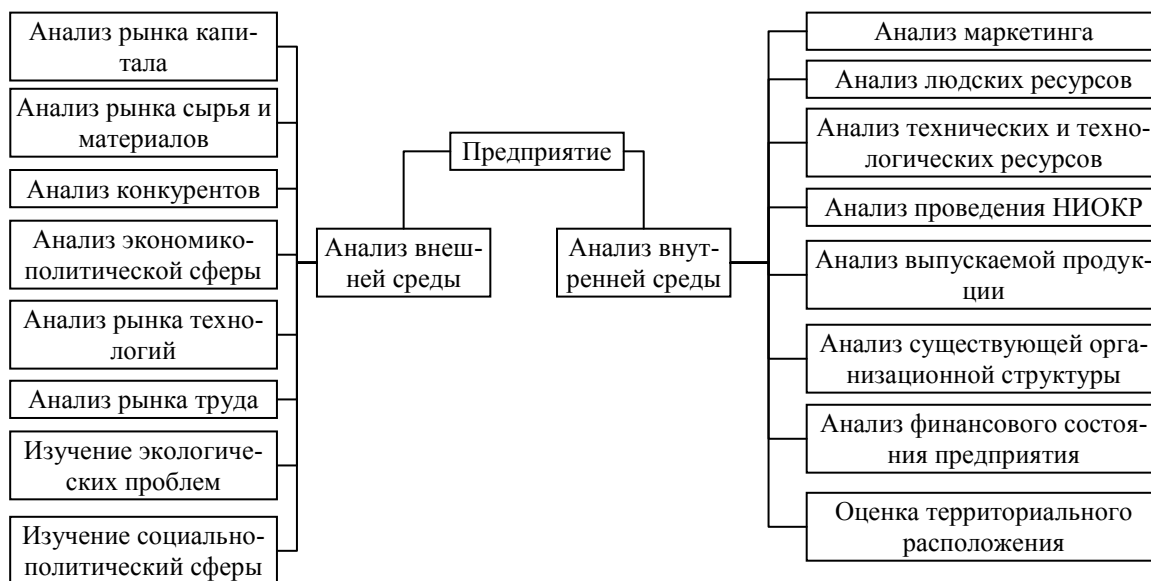 Анализ рынка капи-
тала
Анализ рынка сырья и
материалов
Анализ конкурентов
Анализ экономико-
политической сферы
Анализ рынка техно-
логий
Анализ рынка труда
Изучение экологиче-
ских проблем
Изучение социально-
политический сферы
Предприятие
Анализ внеш-
ней среды
Анализ внут-
ренней среды
Анализ маркетинга
Анализ людских ресурсов
Анализ технических и техно-
логических ресурсов
Анализ проведения НИОКР
Анализ выпускаемой продук-
ции
Анализ существующей орга-
низационной структуры
Анализ финансового состоя-
ния предприятия
Оценка территориального
расположения